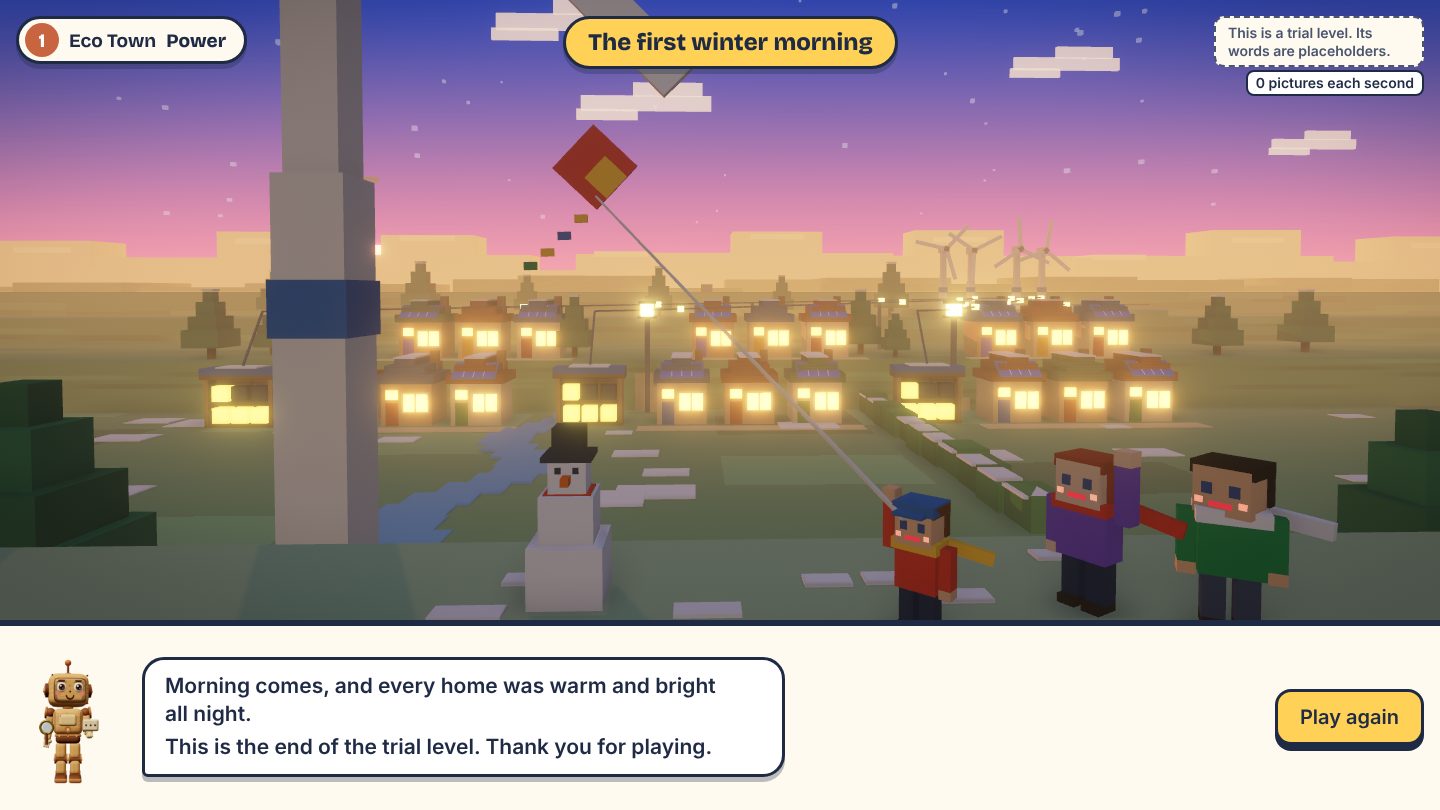 1 Eco Town Power
The first winter morning
This is a trial level. Its
words are placeholders.
0 pictures each second
Morning comes, and every home was warm and bright
all night.
This is the end of the trial level. Thank you for playing.
Play again